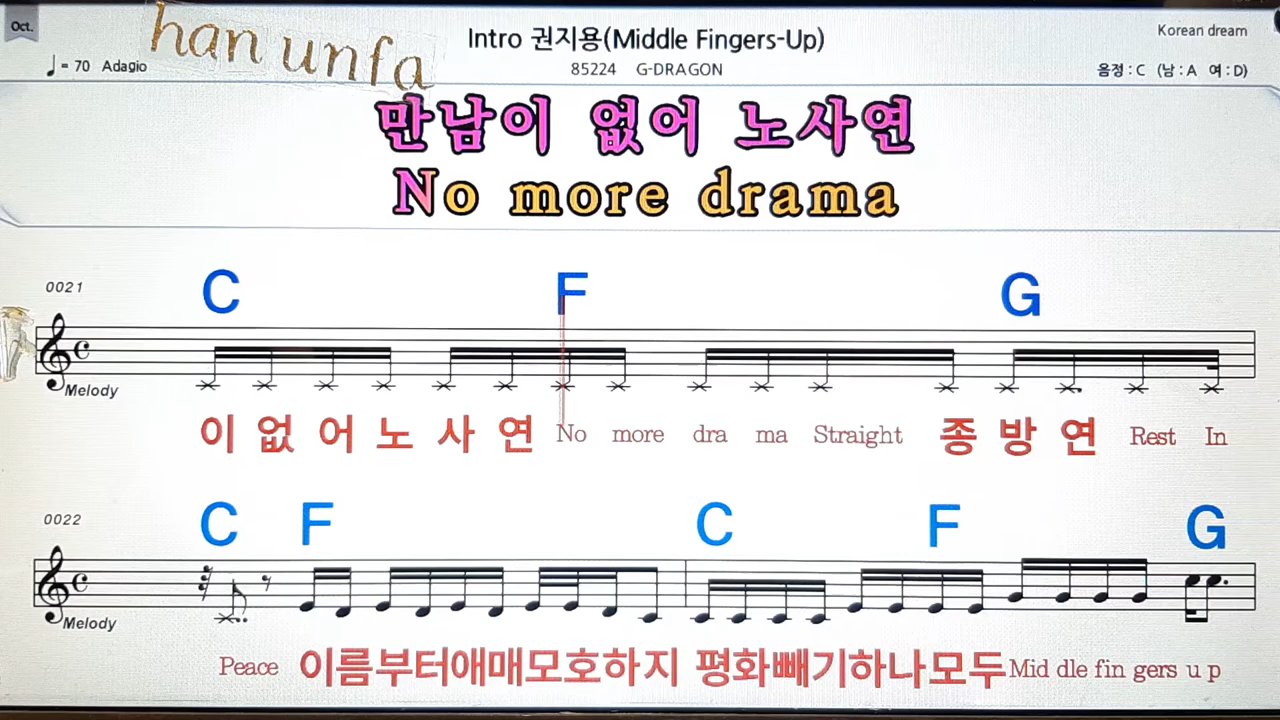 Oct.
han unfa
Intro 권지용(Middle Fingers-Up)
Korean dream
♩= 70 Adagio
85224 G-DRAGON
음정 : C (남 : A 여 : D)
만남이 없어 노사연
No more drama
0021
C F G
Melody
이 없 어 노 사 연 No more dra ma Straight 종 방 연 Rest In
0022
C F C F G
Melody
Peace 이름부터애매모호하지 평화빼기하나모두Mid dle fin gers u p